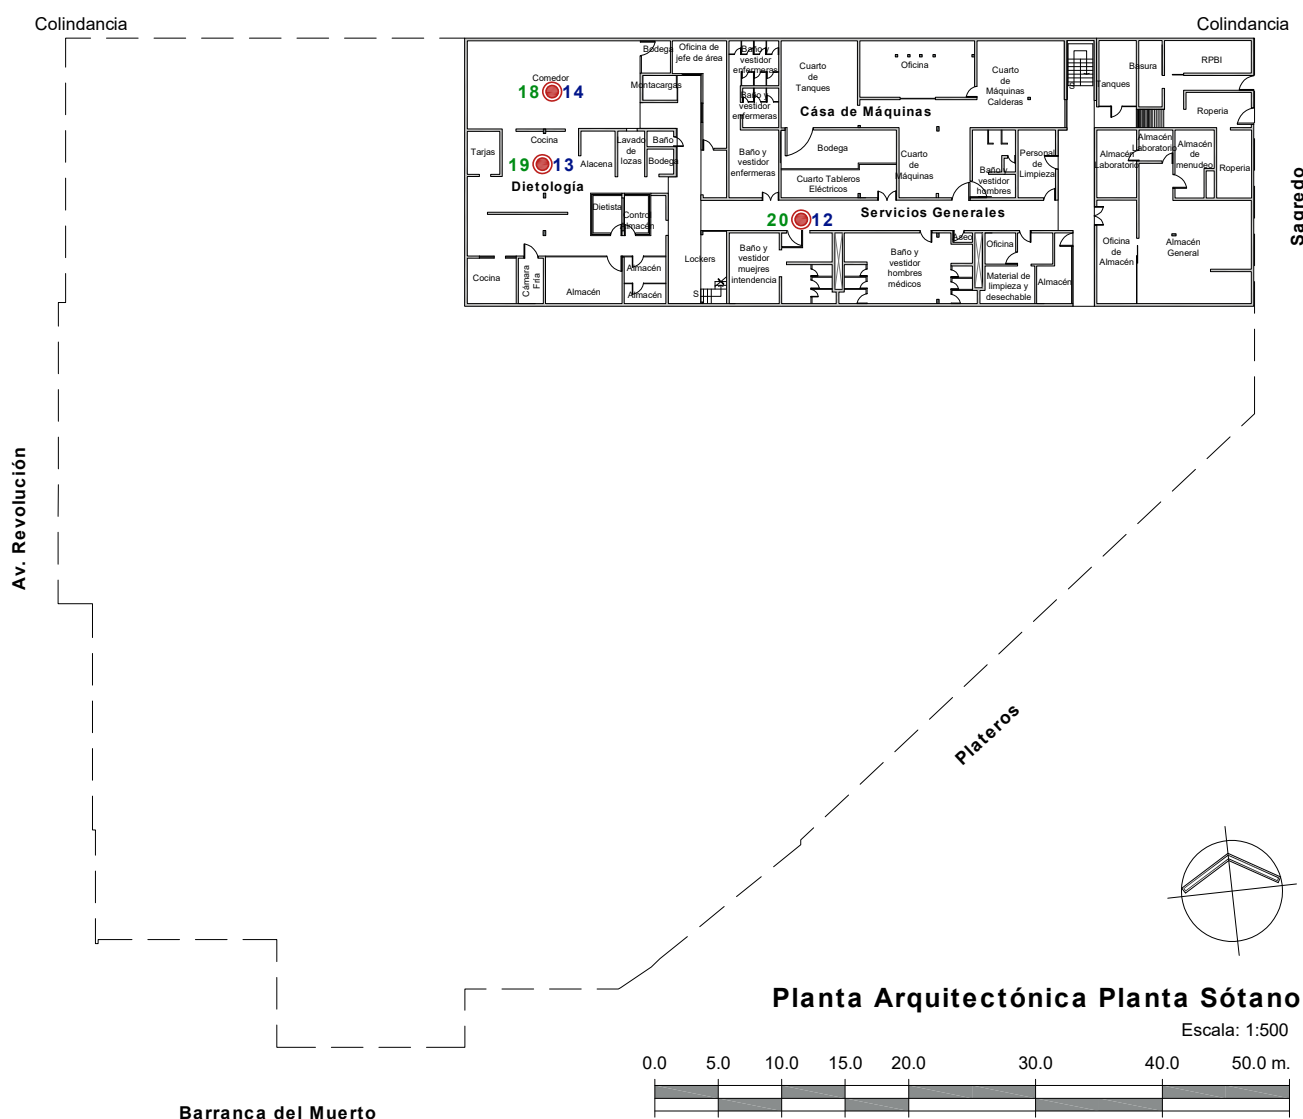 Colindancia
Colindancia
Bodega
Oficina de
jefe de área
Baño y
vestidor
enfermeras
Cuarto
de
Tanques
Oficina
Cuarto
de
Máquinas
Calderas
Tanques
Basura
RPBI
Comedor
18 14
Montacargas
Baño y
vestidor
enfermeras
Cása de Máquinas
Roperia
Tarjas
Cocina
19 13
Dietología
Alacena
Lavado
de
lozas
Baño
Bodega
Baño y
vestidor
enfermeras
Bodega
Cuarto Tableros
Eléctricos
Cuarto
de
Máquinas
Baño y
vestidor
hombres
Personal
de
Limpieza
Almacén
Laboratorio
Almacén
Laboratorio
Almacén
de
menudeo
Roperia
Dietista
Control
Almacén
20 12
Servicios Generales
Sagredo
Cocina
Cámara
Fría
Almacén
Almacén
Almacén
Lockers
S
Baño y
vestidor
muejres
intendencia
Baño y
vestidor
hombres
médicos
Aseo
Oficina
Material de
limpieza y
desechable
Almacén
Oficina
de
Almacén
Almacén
General
Av. Revolución
Plateros
Planta Arquitectónica Planta Sótano
Escala: 1:500
0.0 5.0 10.0 15.0 20.0 30.0 40.0 50.0 m.
Barranca del Muerto